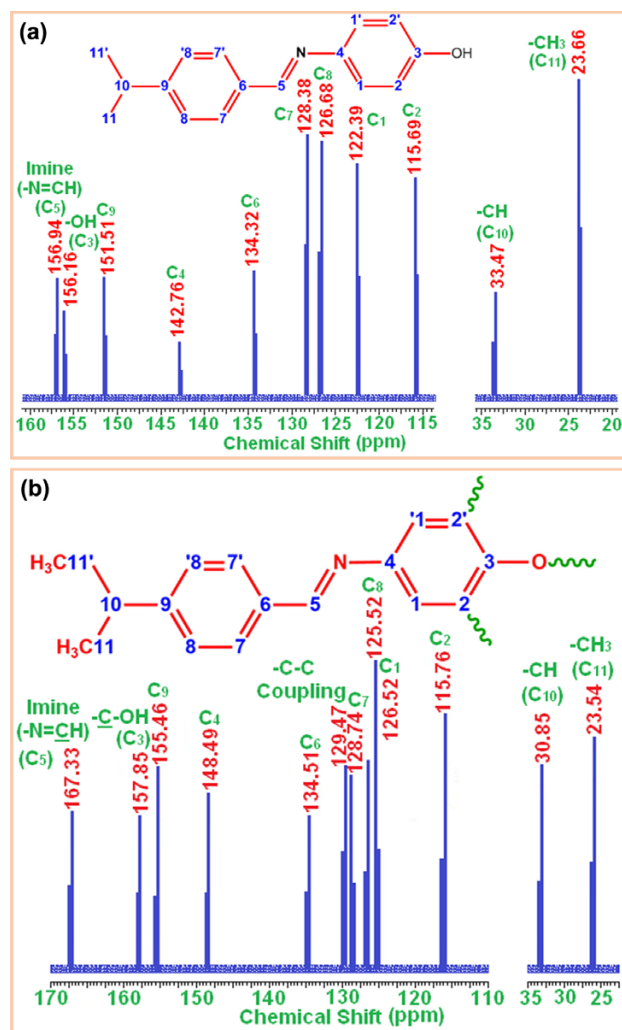 (a)
1' 2'
'8 7' N 4 3 OH
11' 5
10 9 6
11 8 7 1 2
C8
C7 128.38 126.68
C1 122.39
C2 115.69
-CH3
(C11) 23.66
Imine
(-N=CH)
(C5) 156.94
-OH
(C3) 156.16
C9 151.51
C4 142.76
C6 134.32
-CH
(C10)
33.47
160 155 150 145 140 135 130 125 120 115 35 30 25 20
Chemical Shift (ppm)
(b)
'1 2'
H3C11' '8 7' N 4 3 O
10 9 6 5 1 2
H3C11 8 7
C8 125.52
-C-C
Coupling
129.47
C7 128.74
C1 126.52
C2 115.76
-CH
(C10)
30.85
-CH3
(C11)
23.54
Imine
(-N=CH)
(C5) 167.33
-C-OH
(C3) 157.85
C9 155.46
C4 148.49
C6 134.51
170 160 150 140 130 120 110 35 30 25
Chemical Shift (ppm)